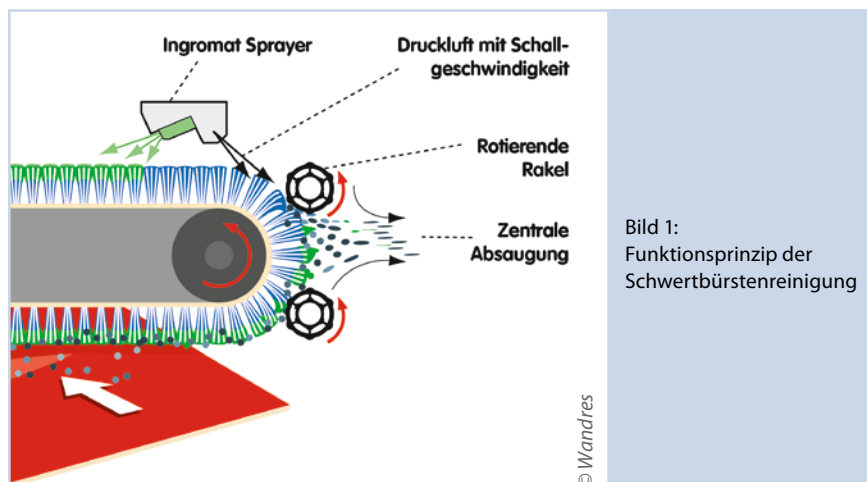 Ingromat Sprayer
Druckluft mit Schall-
geschwindigkeit
Rotierende
Rakel
Zentrale
Absaugung
Bild 1:
Funktionsprinzip der
Schwertbürstenreinigung
© Wandres